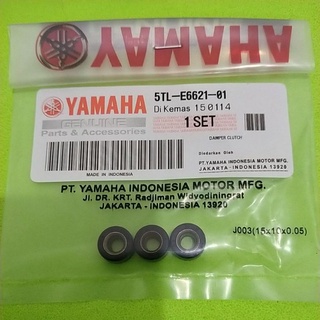 YAMAHA
YAMAHA
GENUINE
Parts & Accessories
5TL-E6621-01
Di Kemas 150114
1 SET
DAMPER CLUTCH
MADE IN INDONESIA
Diedarkan Oleh
PT.YAMAHA INDONESIA MOTOR MFG.
JAKARTA - INDONESIA 13920
PT. YAMAHA INDONESIA MOTOR MFG.
Jl. DR. KRT. Radjiman Widyodiningrat
JAKARTA - INDONESIA 13920
J003(15x10x0.05)